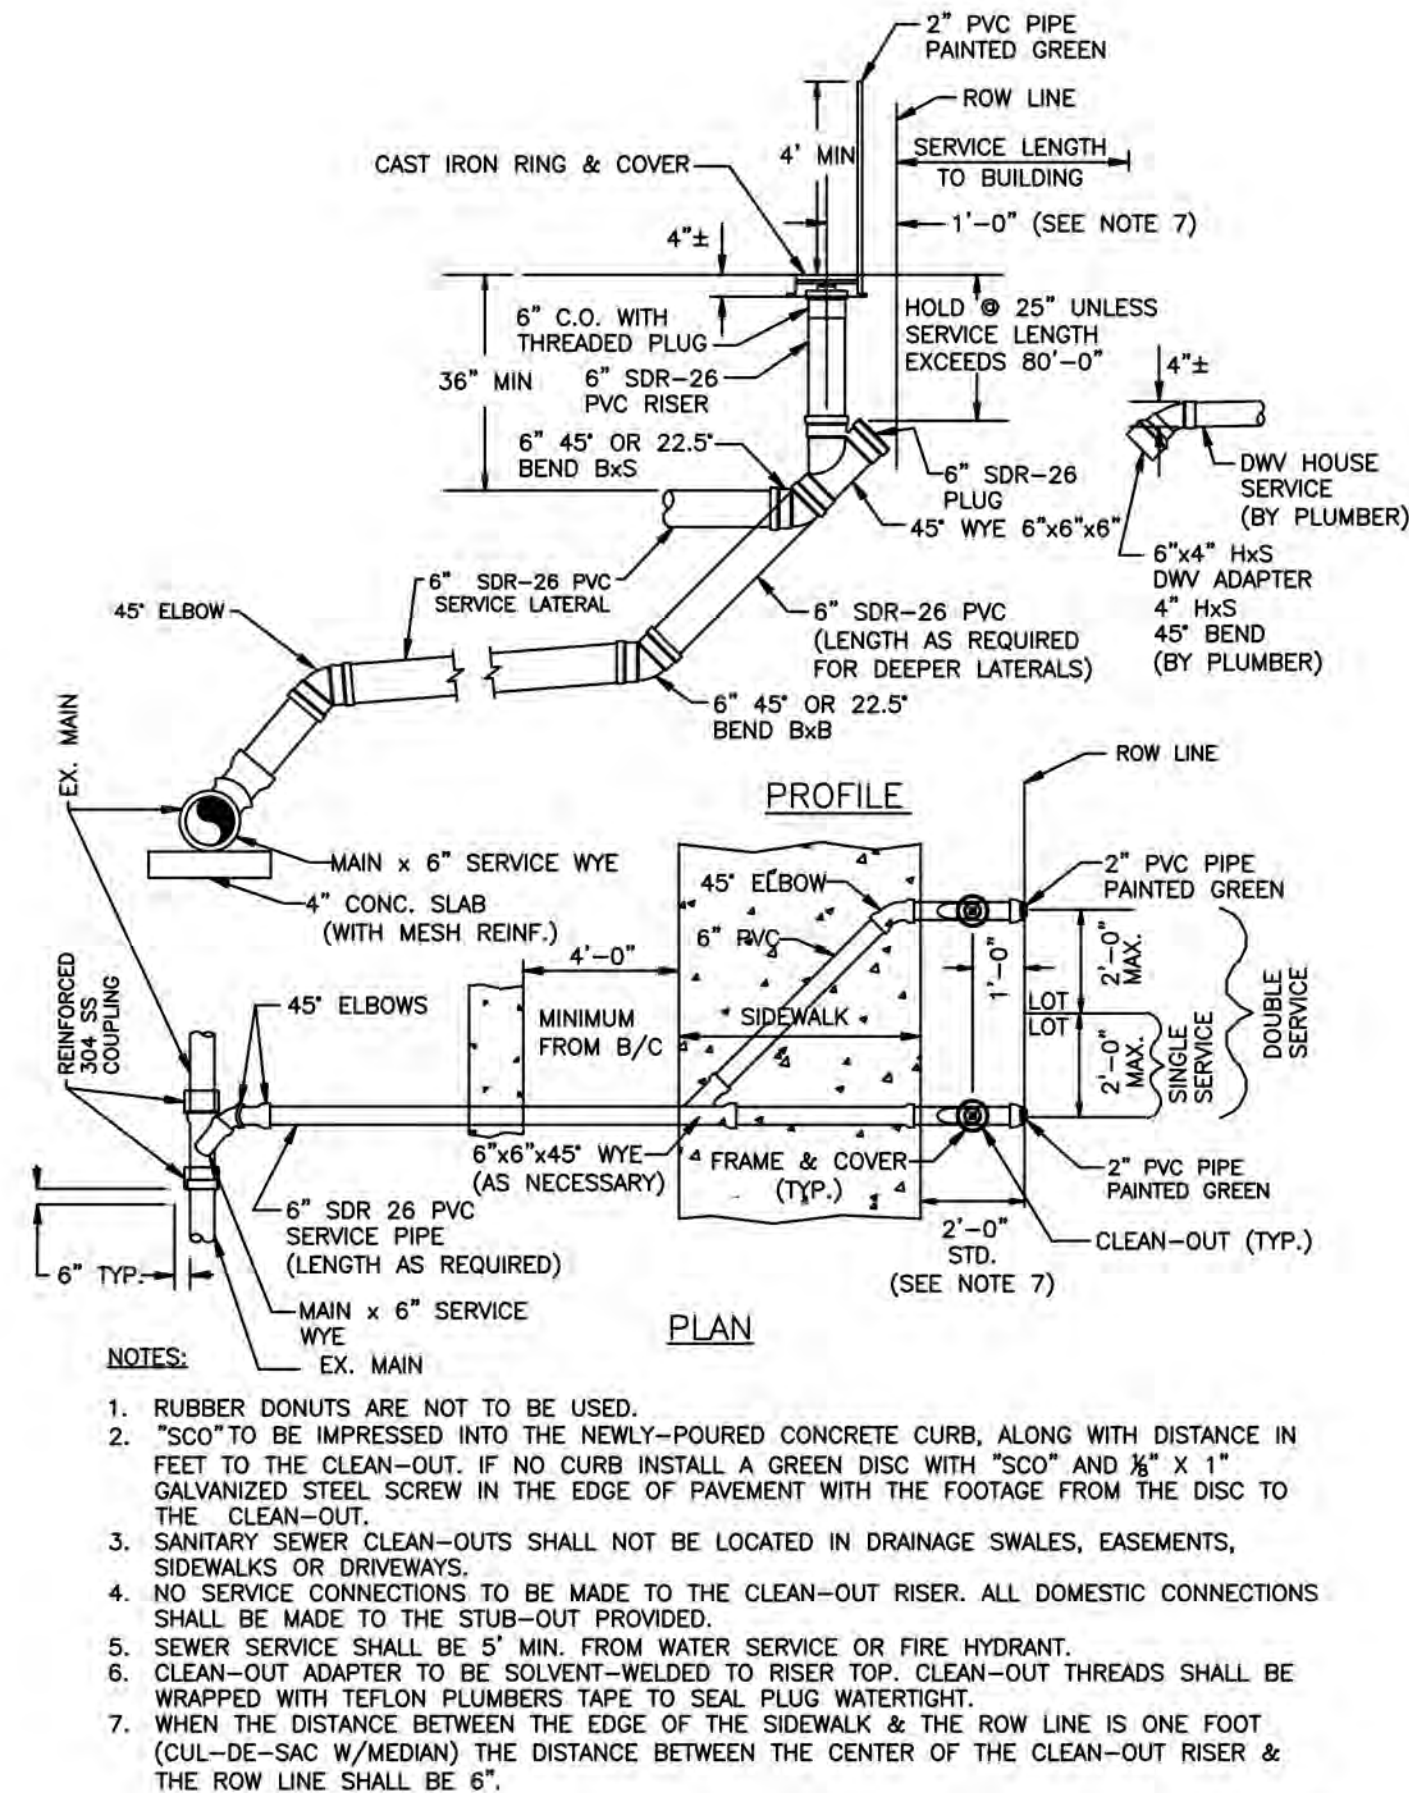 2" PVC PIPE
PAINTED GREEN
ROW LINE
CAST IRON RING & COVER
4' MIN
SERVICE LENGTH
TO BUILDING
1'-0" (SEE NOTE 7)
4"±
6" C.O. WITH
THREADED PLUG
HOLD @ 25" UNLESS
SERVICE LENGTH
EXCEEDS 80'-0"
36" MIN
6" SDR-26
PVC RISER
4"±
6" 45° OR 22.5°
BEND BxS
6" SDR-26
PLUG
45° WYE 6"x6"x6"
DWV HOUSE
SERVICE
(BY PLUMBER)
6"x4" HxS
DWV ADAPTER
4" HxS
45° BEND
(BY PLUMBER)
6" SDR-26 PVC
SERVICE LATERAL
45° ELBOW
6" SDR-26 PVC
(LENGTH AS REQUIRED
FOR DEEPER LATERALS)
6" 45° OR 22.5°
BEND BxB
EX. MAIN
PROFILE
ROW LINE
MAIN x 6" SERVICE WYE
4" CONC. SLAB
(WITH MESH REINF.)
45° ELBOW
2" PVC PIPE
PAINTED GREEN
6" PVC
4'-0"
REINFORCED
304 SS
COUPLING
45° ELBOWS
MINIMUM
FROM B/C
SIDEWALK
1'-0"
2'-0"
MAX.
LOT
LOT
2'-0"
MAX.
SINGLE
SERVICE
DOUBLE
SERVICE
6"x6"x45° WYE
(AS NECESSARY)
FRAME & COVER
(TYP.)
2" PVC PIPE
PAINTED GREEN
6" SDR 26 PVC
SERVICE PIPE
(LENGTH AS REQUIRED)
2'-0"
STD.
(SEE NOTE 7)
CLEAN-OUT (TYP.)
6" TYP.
MAIN x 6" SERVICE
WYE
EX. MAIN
PLAN
NOTES:
1. RUBBER DONUTS ARE NOT TO BE USED.
2. "SCO" TO BE IMPRESSED INTO THE NEWLY-POURED CONCRETE CURB, ALONG WITH DISTANCE IN
FEET TO THE CLEAN-OUT. IF NO CURB INSTALL A GREEN DISC WITH "SCO" AND ⅛" X 1"
GALVANIZED STEEL SCREW IN THE EDGE OF PAVEMENT WITH THE FOOTAGE FROM THE DISC TO
THE CLEAN-OUT.
3. SANITARY SEWER CLEAN-OUTS SHALL NOT BE LOCATED IN DRAINAGE SWALES, EASEMENTS,
SIDEWALKS OR DRIVEWAYS.
4. NO SERVICE CONNECTIONS TO BE MADE TO THE CLEAN-OUT RISER. ALL DOMESTIC CONNECTIONS
SHALL BE MADE TO THE STUB-OUT PROVIDED.
5. SEWER SERVICE SHALL BE 5' MIN. FROM WATER SERVICE OR FIRE HYDRANT.
6. CLEAN-OUT ADAPTER TO BE SOLVENT-WELDED TO RISER TOP. CLEAN-OUT THREADS SHALL BE
WRAPPED WITH TEFLON PLUMBERS TAPE TO SEAL PLUG WATERTIGHT.
7. WHEN THE DISTANCE BETWEEN THE EDGE OF THE SIDEWALK & THE ROW LINE IS ONE FOOT
(CUL-DE-SAC W/MEDIAN) THE DISTANCE BETWEEN THE CENTER OF THE CLEAN-OUT RISER &
THE ROW LINE SHALL BE 6".